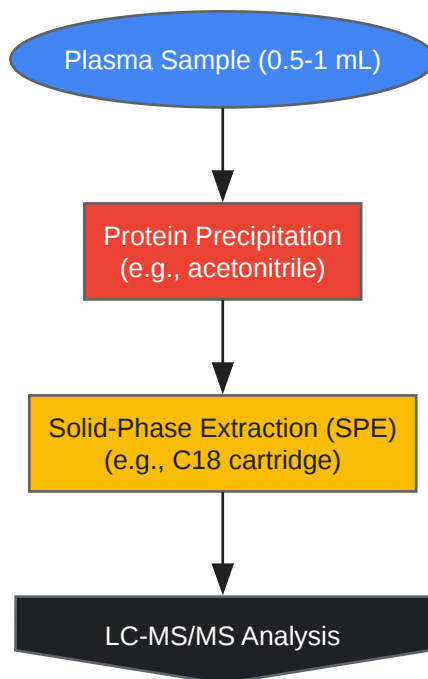 Plasma Sample (0.5-1 mL)
Protein Precipitation
(e.g., acetonitrile)
Solid-Phase Extraction (SPE)
(e.g., C18 cartridge)
LC-MS/MS Analysis